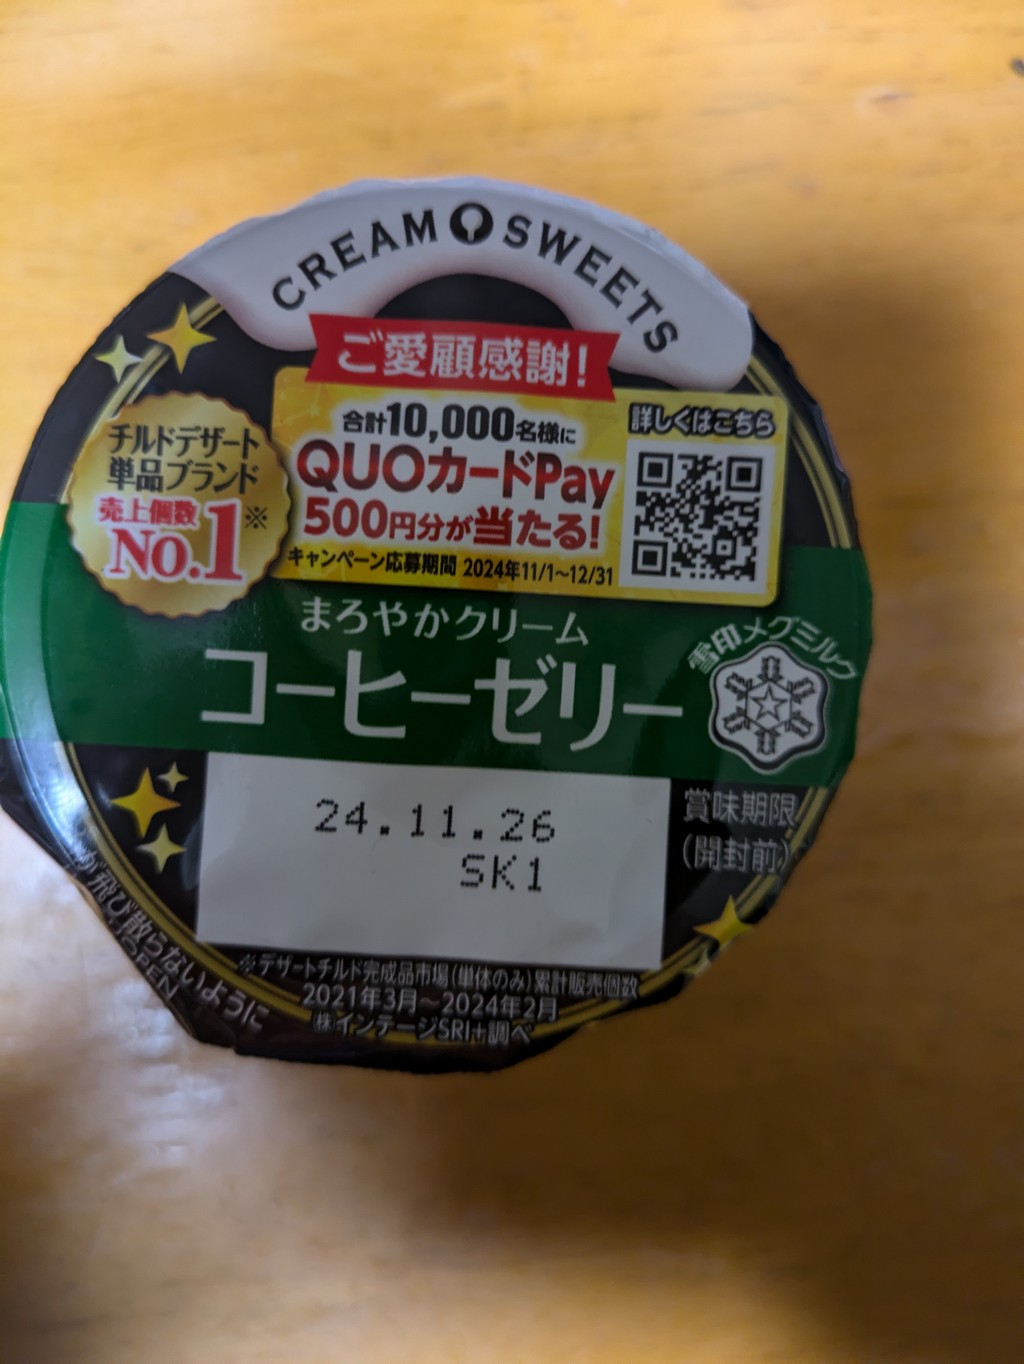 CREAM SWEETS
ご愛顧感謝!
チルドデザート
単品ブランド
売上個数
No.1※
合計10,000名様に
QUOカードPay
500円分が当たる!
キャンペーン応募期間 2024年11/1〜12/31
詳しくはこちら
まろやかクリーム
コーヒーゼリー
雪印メグミルク
24.11.26
SK1
賞味期限
(開封前)
が飛び散らないように
OPEN
※デザートチルド完成品市場(単体のみ)累計販売個数
2021年3月〜2024年2月
㈱インテージSRI+調べ